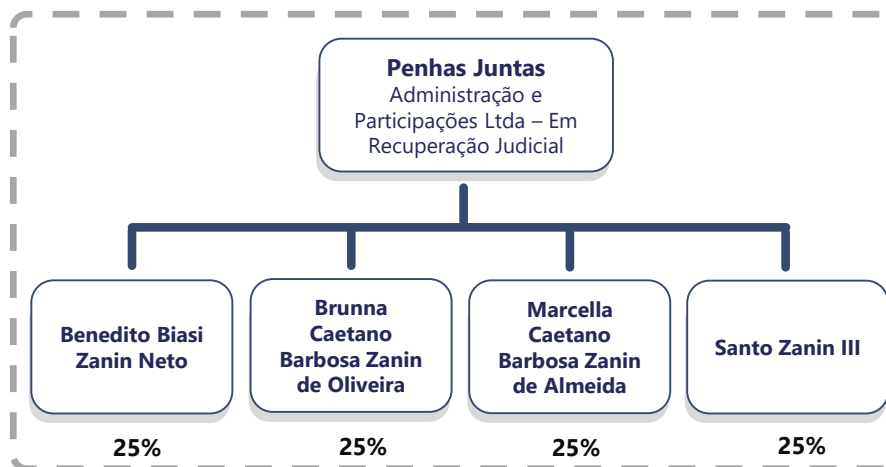 Penhas Juntas
Administração e
Participações Ltda – Em
Recuperação Judicial
Benedito Biasi
Zanin Neto
Brunna
Caetano
Barbosa Zanin
de Oliveira
Marcella
Caetano
Barbosa Zanin
de Almeida
Santo Zanin III
25%
25%
25%
25%